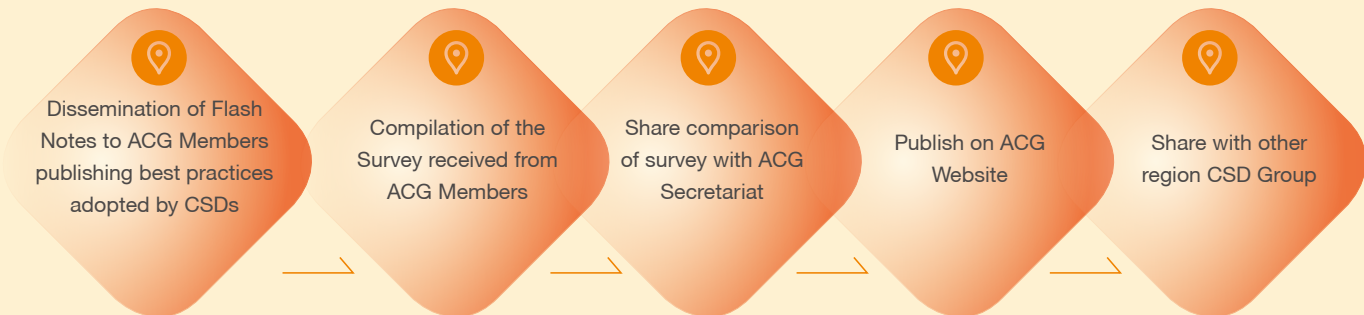 Dissemination of Flash
Notes to ACG Members
publishing best practices
adopted by CSDs
Compilation of the
Survey received from
ACG Members
Share comparison
of survey with ACG
Secretariat
Publish on ACG
Website
Share with other
region CSD Group